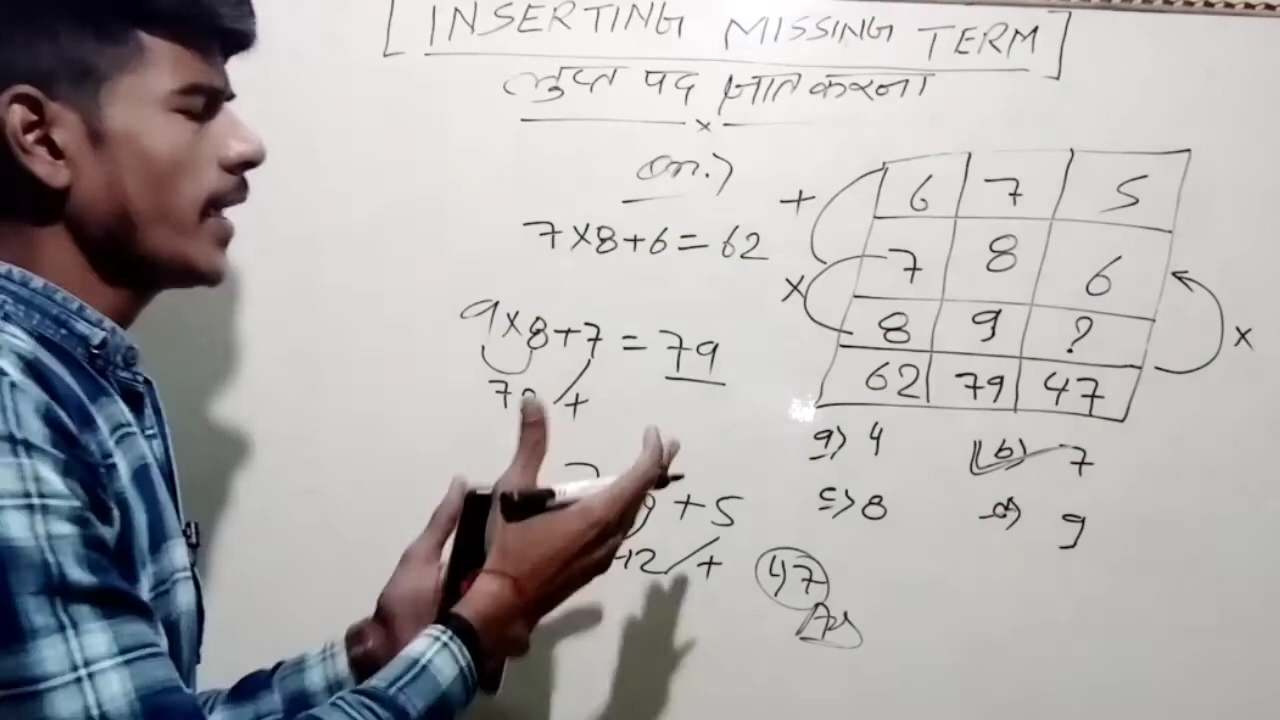 [INSERTING MISSING TERM]
लुप्त पद ज्ञात करना
x
7×8+6=62
9×8+7=79
+
+5
12 +
47
Ans
+
×
×
6 7 5
7 8 6
8 9 ?
62 79 47
a) 4 (b) 7
c) 8 d) 9